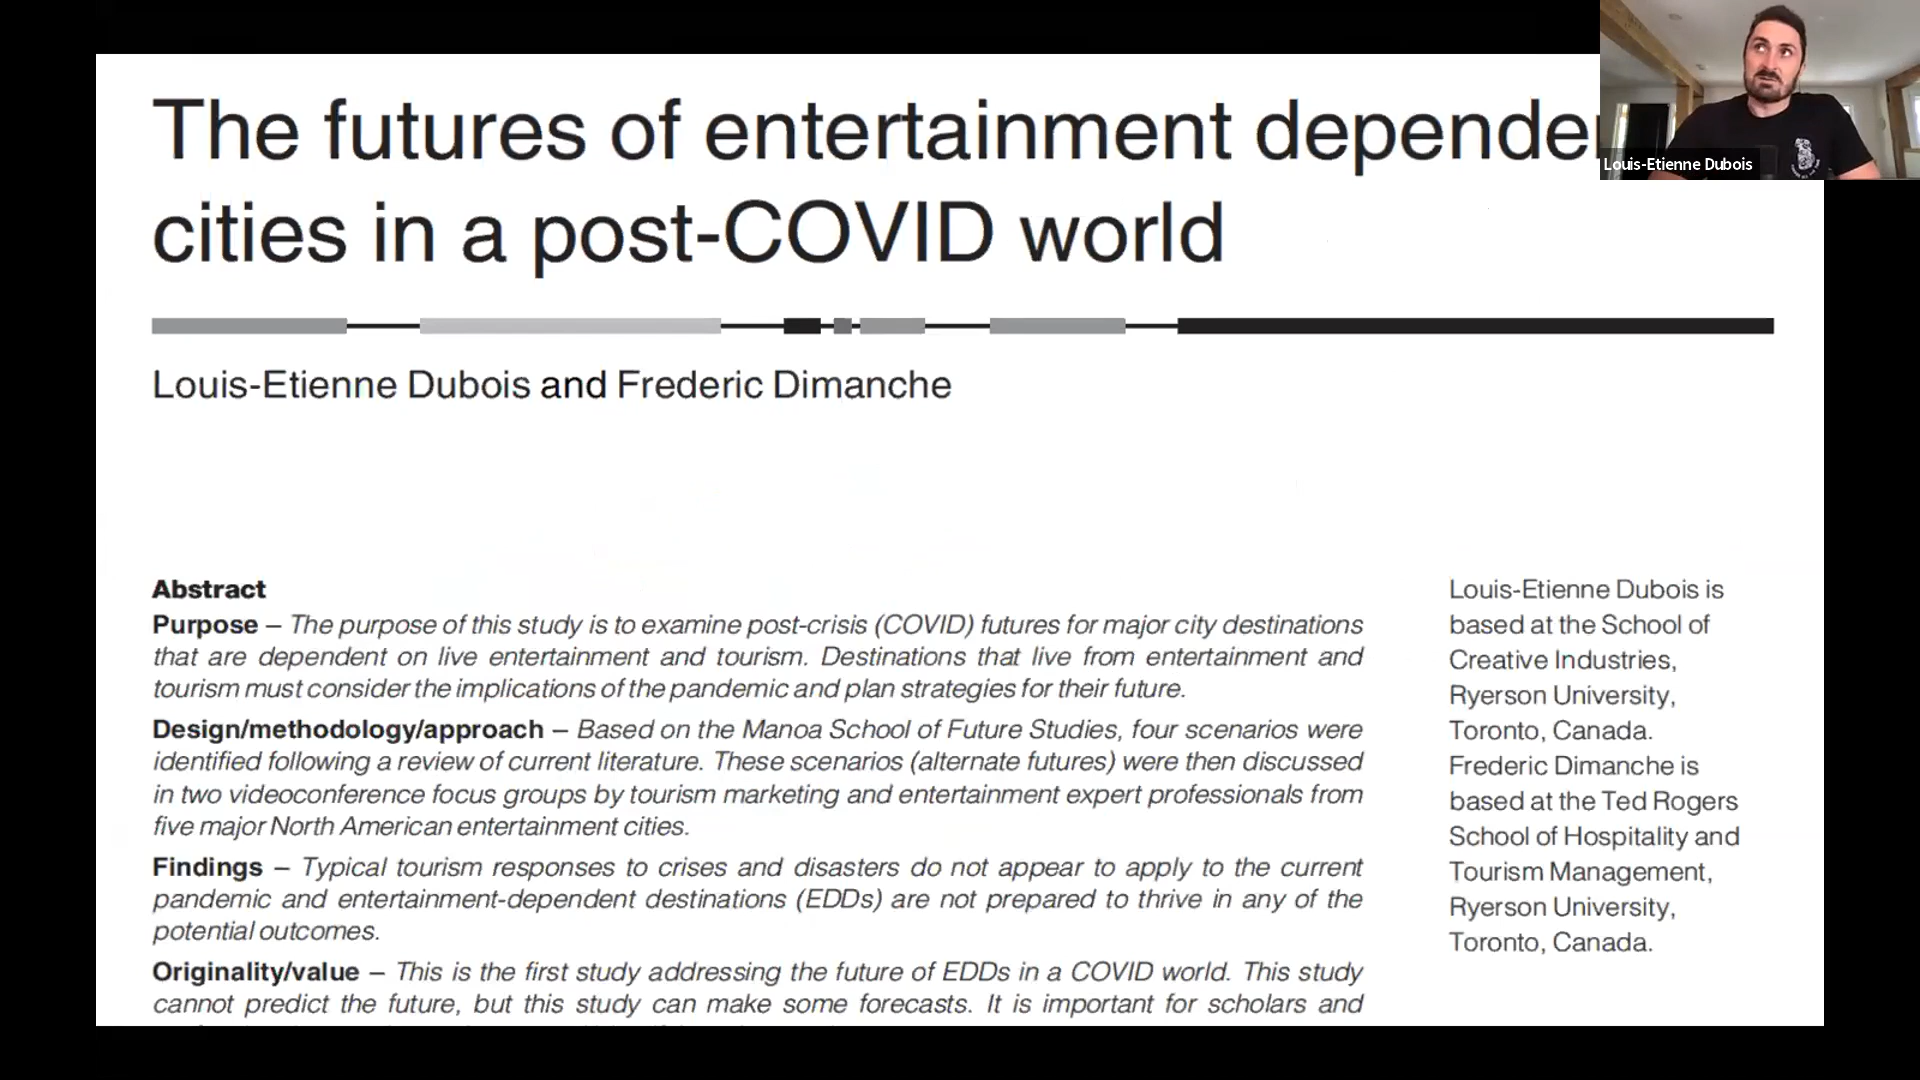 The futures of entertainment depende
cities in a post-COVID world
Louis-Etienne Dubois
Louis-Etienne Dubois and Frederic Dimanche
Abstract
Purpose – The purpose of this study is to examine post-crisis (COVID) futures for major city destinations
that are dependent on live entertainment and tourism. Destinations that live from entertainment and
tourism must consider the implications of the pandemic and plan strategies for their future.
Design/methodology/approach – Based on the Manoa School of Future Studies, four scenarios were
identified following a review of current literature. These scenarios (alternate futures) were then discussed
in two videoconference focus groups by tourism marketing and entertainment expert professionals from
five major North American entertainment cities.
Findings – Typical tourism responses to crises and disasters do not appear to apply to the current
pandemic and entertainment-dependent destinations (EDDs) are not prepared to thrive in any of the
potential outcomes.
Originality/value – This is the first study addressing the future of EDDs in a COVID world. This study
cannot predict the future, but this study can make some forecasts. It is important for scholars and
Louis-Etienne Dubois is
based at the School of
Creative Industries,
Ryerson University,
Toronto, Canada.
Frederic Dimanche is
based at the Ted Rogers
School of Hospitality and
Tourism Management,
Ryerson University,
Toronto, Canada.